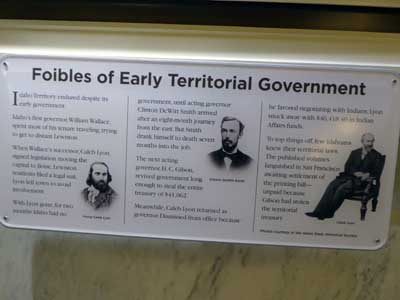 Foibles of Early Territorial Government
Idaho Territory endured despite its
early government.
Idaho's first governor William Wallace
spent most of his tenure traveling trying
to get to distant Lewiston.
When Wallace's successor, Caleb Lyon,
signed legislation moving the
capital to Boise, Lewiston
residents filed a legal suit.
Lyon left town to avoid
involvement.
With Lyon gone, for two
months Idaho had no
government, until acting governor
Clinton DeWitt Smith arrived
after an eight-month journey
from the east. But Smith
drank himself to death seven
months into the job.
The next acting
governor, H. C. Gilson,
revived government long
enough to steal the entire
treasury of $41,062.
Meanwhile, Caleb Lyon returned as
governor. Dismissed from office because
he favored negotiating with Indians, Lyon
snuck away with $46,418.40 in Indian
Affairs funds.
To top things off, few Idahoans
knew their territorial laws.
The published volumes
languished in San Francisco
awaiting settlement of
the printing bill—
unpaid because
Gilson had stolen
the territorial
treasury.
Caleb Lyon